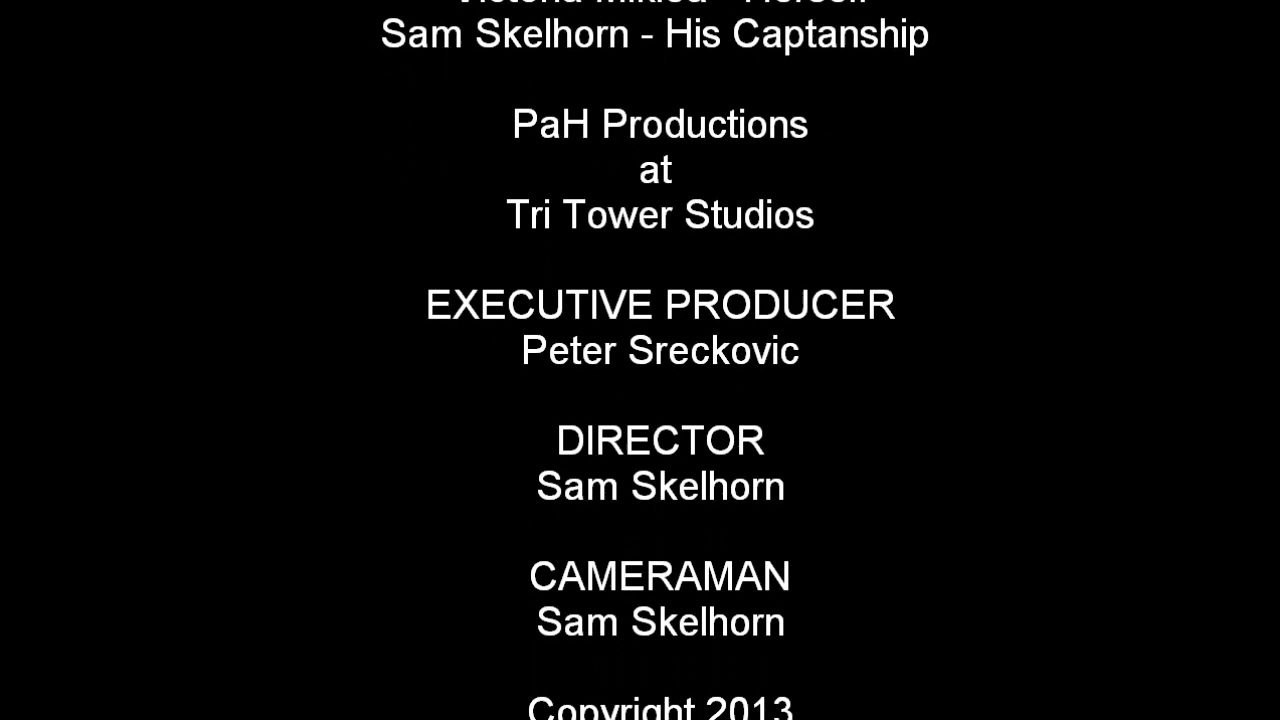 Sam Skelhorn - His Captanship
PaH Productions
at
Tri Tower Studios
EXECUTIVE PRODUCER
Peter Sreckovic
DIRECTOR
Sam Skelhorn
CAMERAMAN
Sam Skelhorn
Copyright 2013